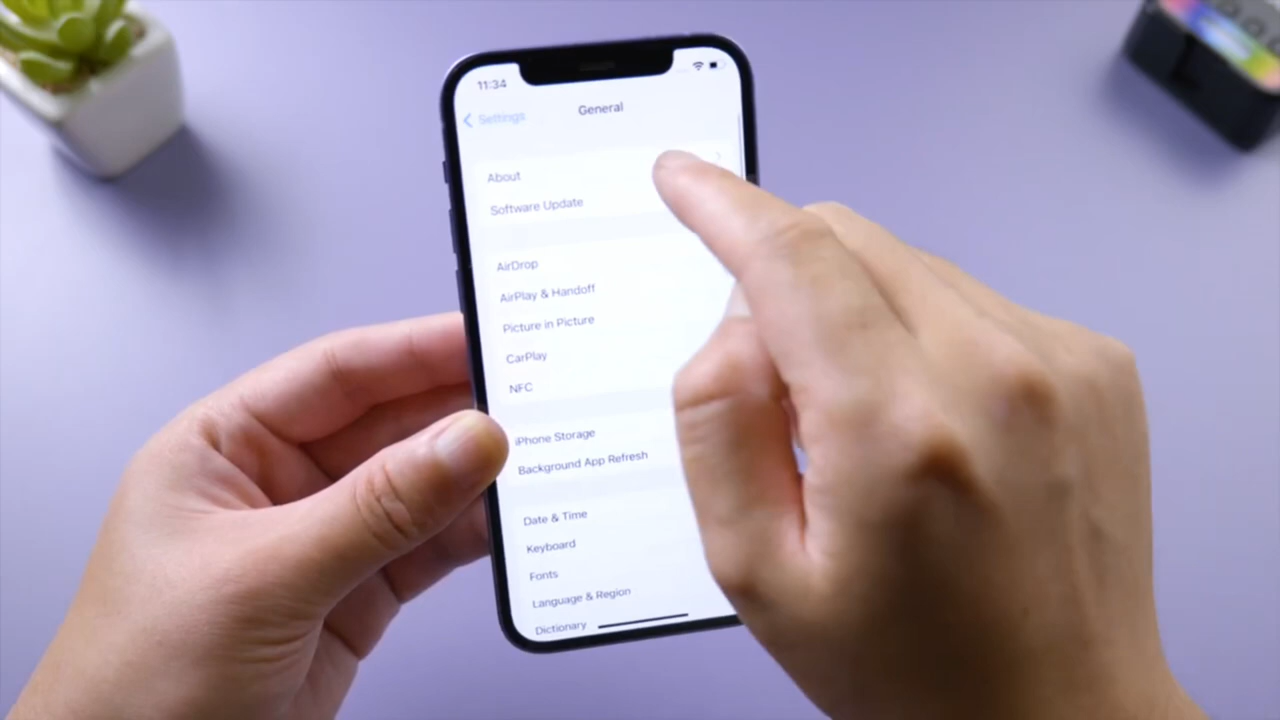 11:34
Settings
General
About
Software Update
AirDrop
AirPlay & Handoff
Picture in Picture
CarPlay
NFC
iPhone Storage
Background App Refresh
Date & Time
Keyboard
Fonts
Language & Region
Dictionary